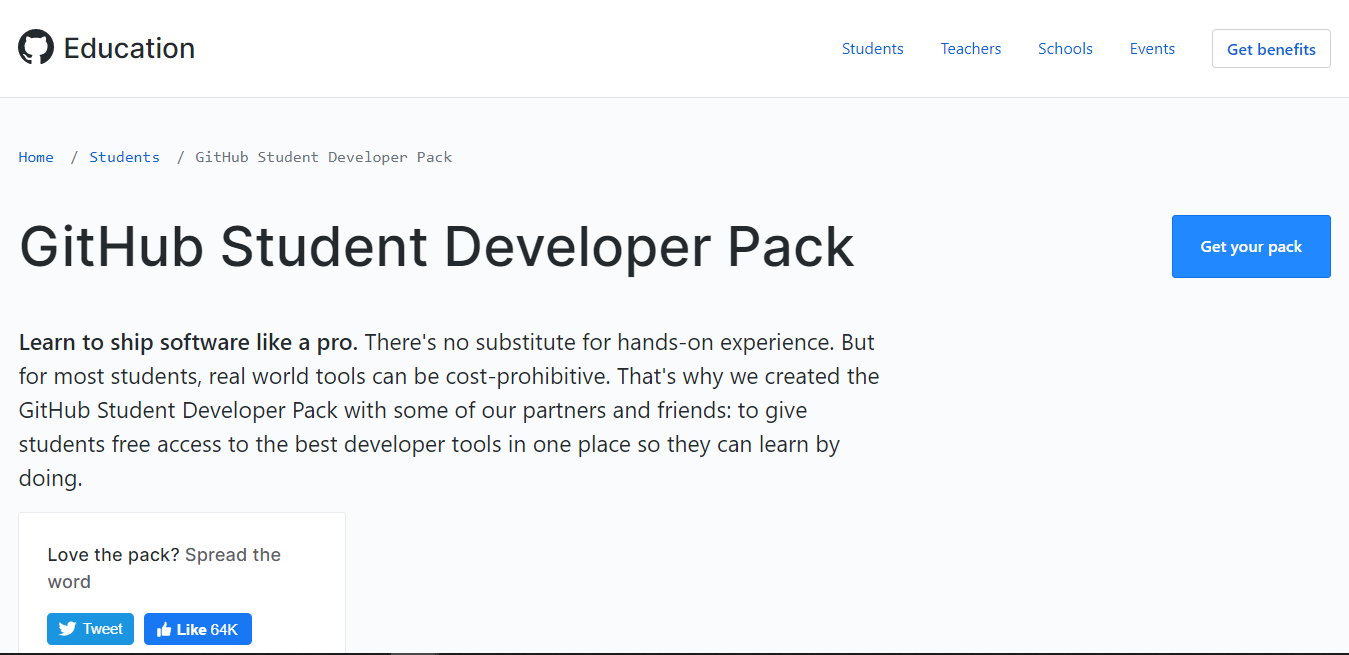 Education
Students Teachers Schools Events Get benefits
Home / Students / GitHub Student Developer Pack
GitHub Student Developer Pack
Get your pack
Learn to ship software like a pro. There's no substitute for hands-on experience. But
for most students, real world tools can be cost-prohibitive. That's why we created the
GitHub Student Developer Pack with some of our partners and friends: to give
students free access to the best developer tools in one place so they can learn by
doing.
Love the pack? Spread the
word
Tweet Like 64K